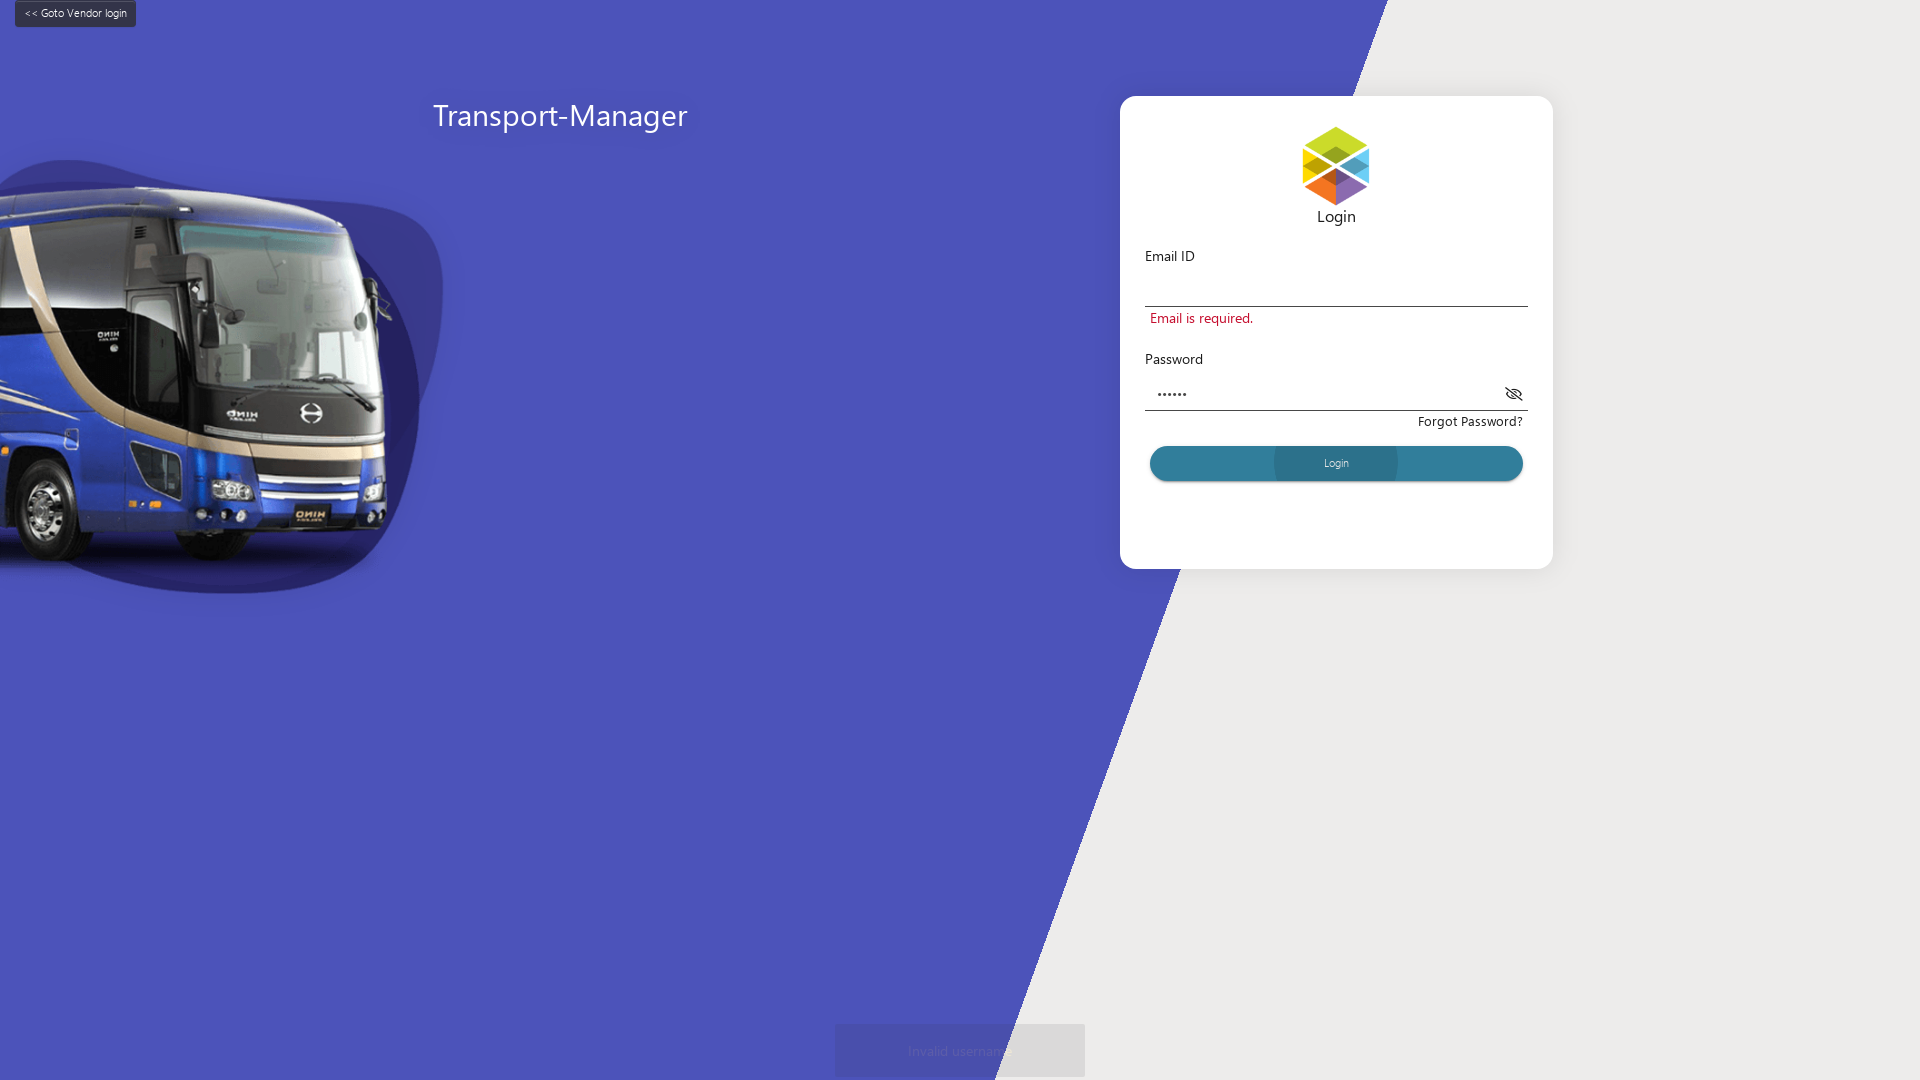 << Goto Vendor login
Transport-Manager
Login
Email ID
Email is required.
Password
••••••
Forgot Password?
Login
Invalid username